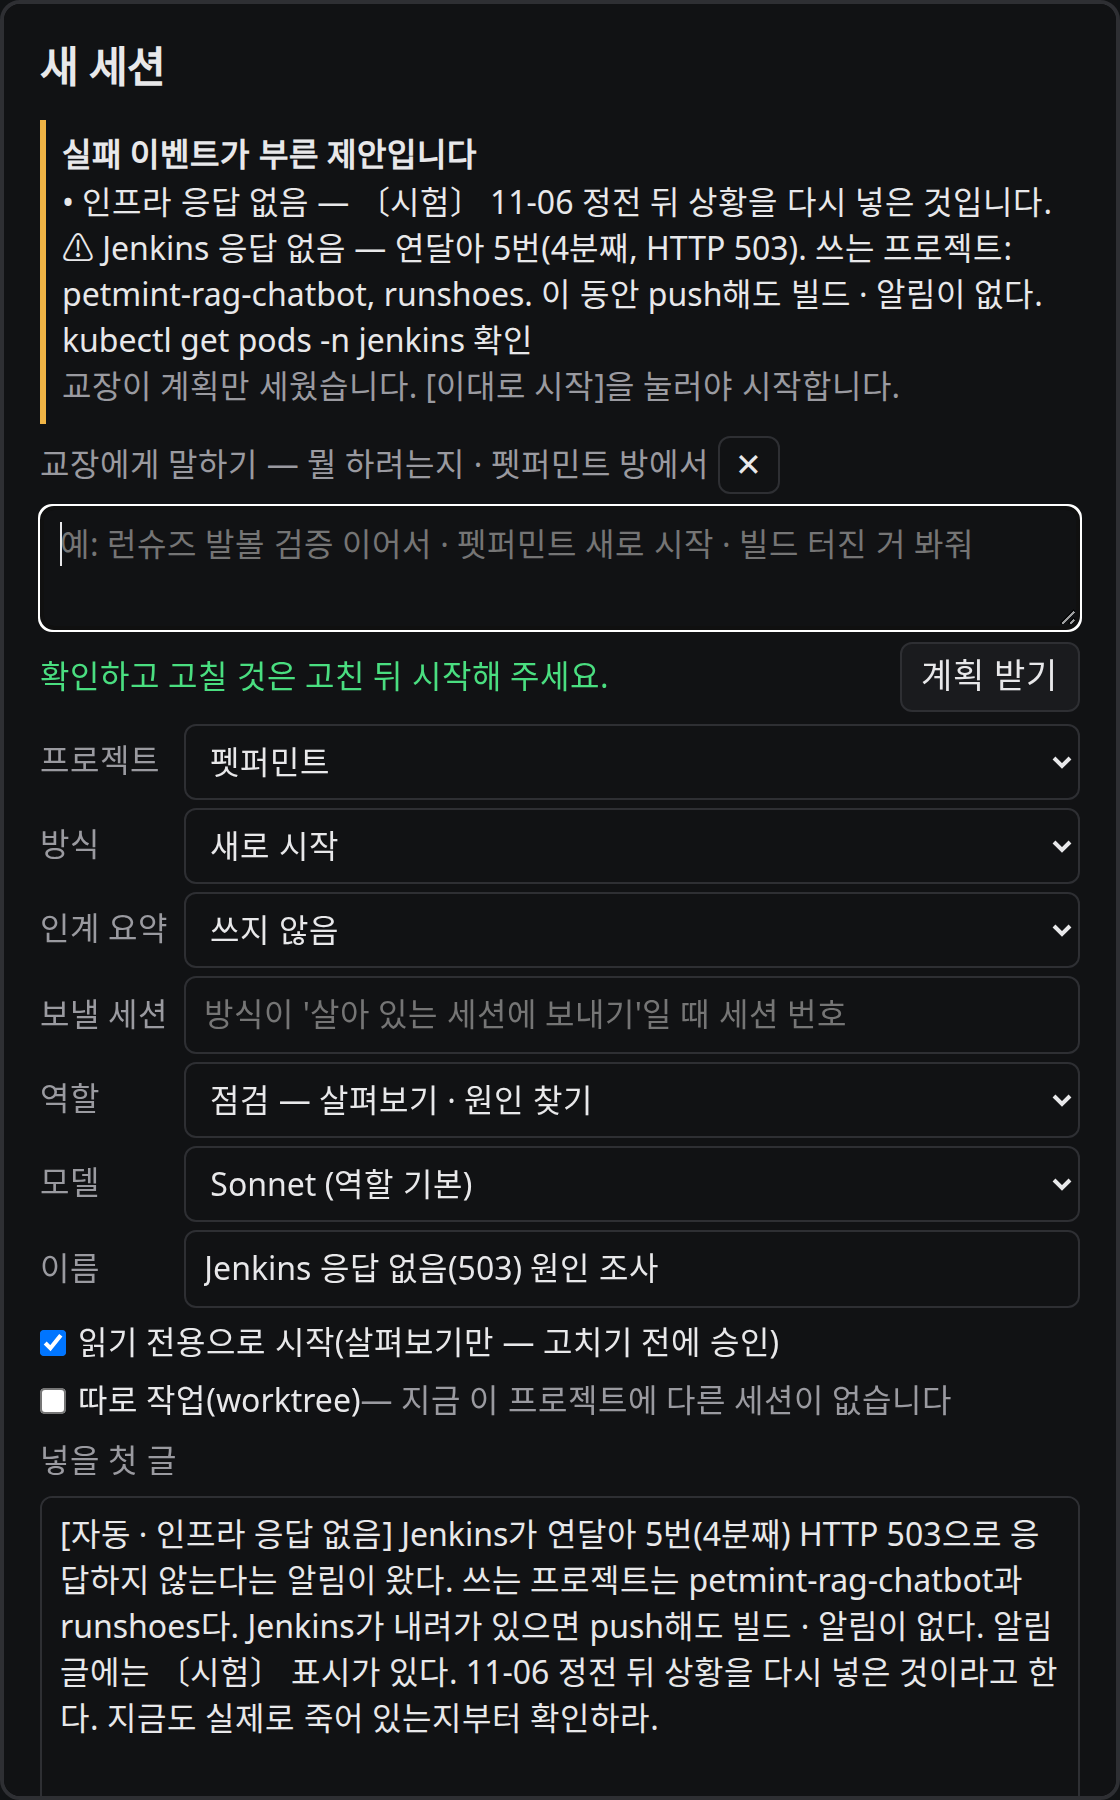 새 세션
실패 이벤트가 부른 제안입니다
• 인프라 응답 없음 — 〔시험〕 11-06 정전 뒤 상황을 다시 넣은 것입니다.
⚠ Jenkins 응답 없음 — 연달아 5번(4분째, HTTP 503). 쓰는 프로젝트:
petmint-rag-chatbot, runshoes. 이 동안 push해도 빌드 · 알림이 없다.
kubectl get pods -n jenkins 확인
교장이 계획만 세웠습니다. [이대로 시작]을 눌러야 시작합니다.
교장에게 말하기 — 뭘 하려는지 · 펫퍼민트 방에서 ✕
예: 런슈즈 발볼 검증 이어서 · 펫퍼민트 새로 시작 · 빌드 터진 거 봐줘
확인하고 고칠 것은 고친 뒤 시작해 주세요. 계획 받기
프로젝트 펫퍼민트
방식 새로 시작
인계 요약 쓰지 않음
보낼 세션 방식이 '살아 있는 세션에 보내기'일 때 세션 번호
역할 점검 — 살펴보기 · 원인 찾기
모델 Sonnet (역할 기본)
이름 Jenkins 응답 없음(503) 원인 조사
읽기 전용으로 시작(살펴보기만 — 고치기 전에 승인)
따로 작업(worktree)— 지금 이 프로젝트에 다른 세션이 없습니다
넣을 첫 글
[자동 · 인프라 응답 없음] Jenkins가 연달아 5번(4분째) HTTP 503으로 응
답하지 않는다는 알림이 왔다. 쓰는 프로젝트는 petmint-rag-chatbot과
runshoes다. Jenkins가 내려가 있으면 push해도 빌드 · 알림이 없다. 알림
글에는 〔시험〕 표시가 있다. 11-06 정전 뒤 상황을 다시 넣은 것이라고 한
다. 지금도 실제로 죽어 있는지부터 확인하라.